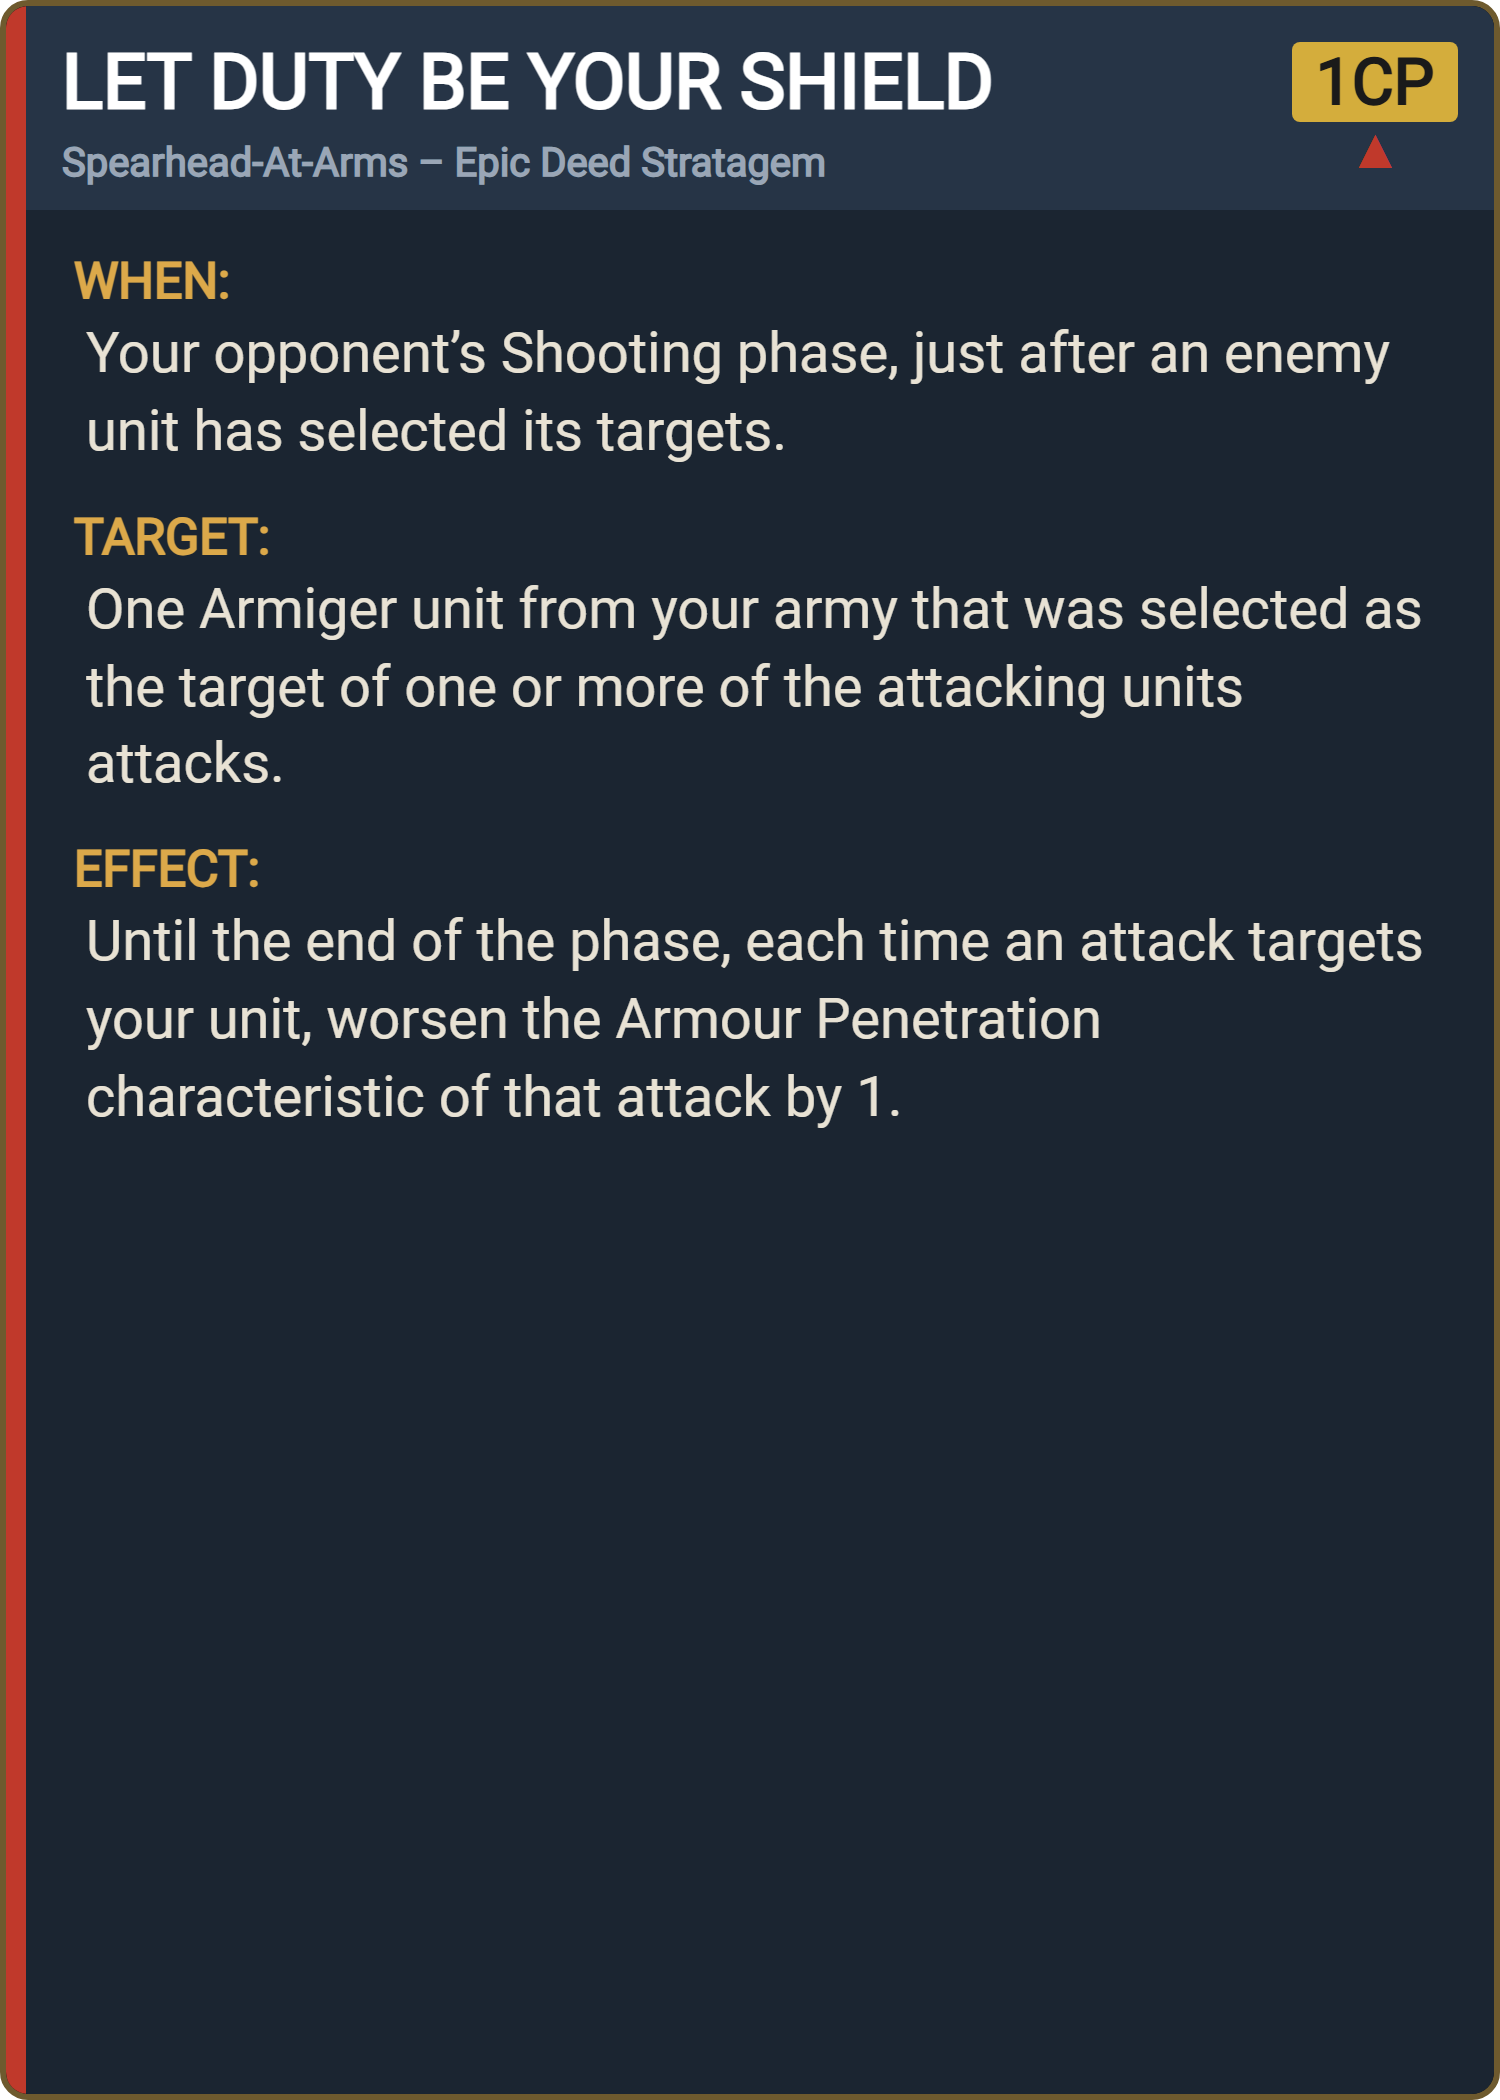 LET DUTY BE YOUR SHIELD
1CP
Spearhead-At-Arms – Epic Deed Stratagem
WHEN:
Your opponent’s Shooting phase, just after an enemy
unit has selected its targets.
TARGET:
One Armiger unit from your army that was selected as
the target of one or more of the attacking units
attacks.
EFFECT:
Until the end of the phase, each time an attack targets
your unit, worsen the Armour Penetration
characteristic of that attack by 1.